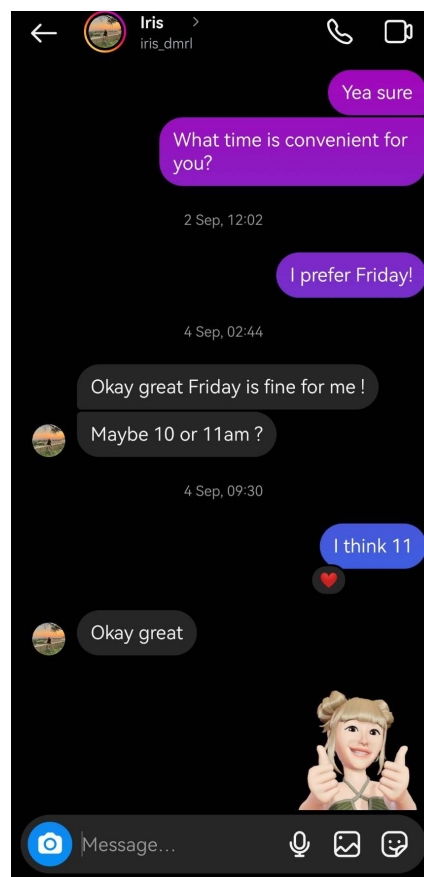 Iris
iris_dmrl
Yea sure
What time is convenient for
you?
2 Sep, 12:02
I prefer Friday!
4 Sep, 02:44
Okay great Friday is fine for me !
Maybe 10 or 11am ?
4 Sep, 09:30
I think 11
Okay great
Message...